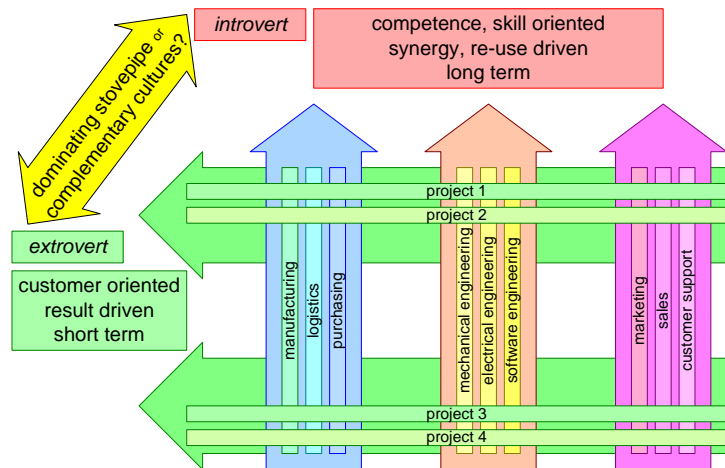 introvert
competence, skill oriented
synergy, re-use driven
long term
dominating stovepipe or
complementary cultures?
extrovert
customer oriented
result driven
short term
project 1
project 2
manufacturing
logistics
purchasing
mechanical engineering
electrical engineering
software engineering
marketing
sales
customer support
project 3
project 4